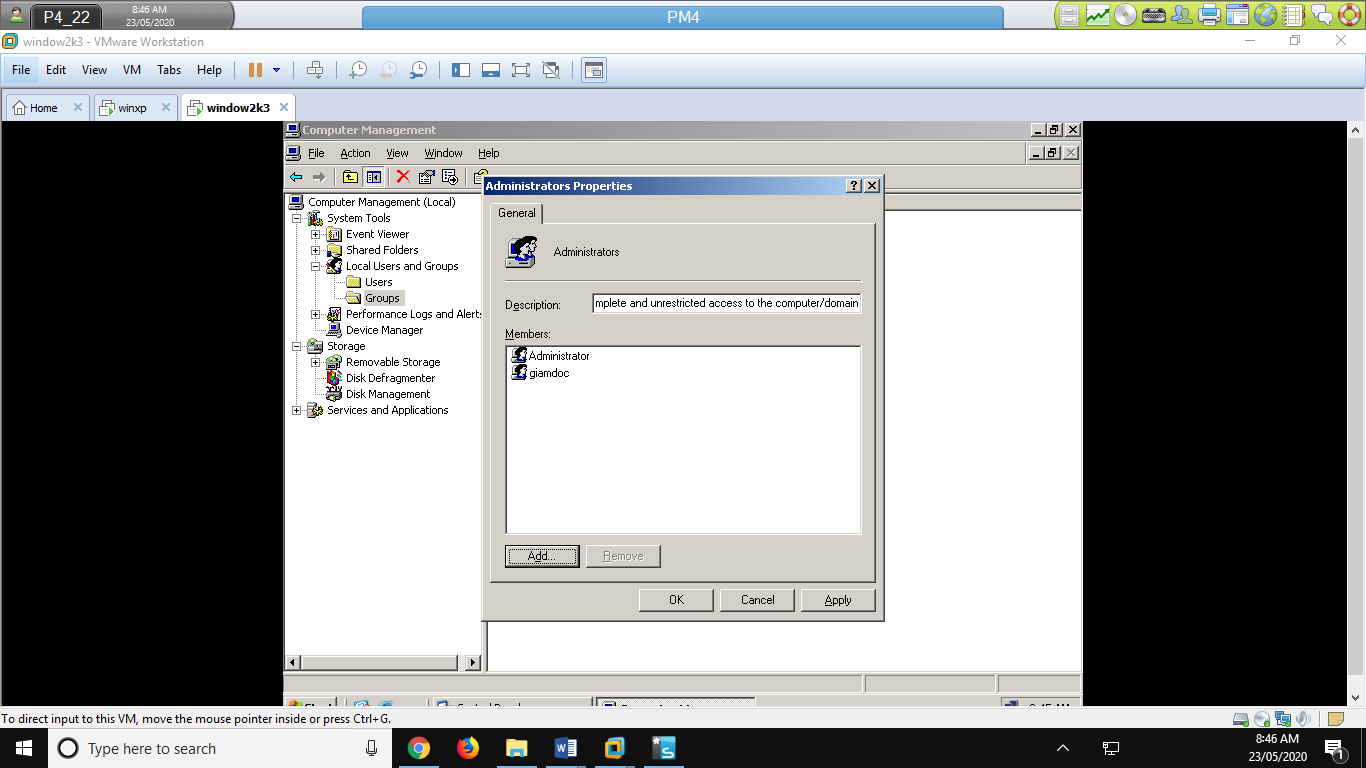 P4_22
8:46 AM
23/05/2020
PM4
window2k3 - VMware Workstation
File Edit View VM Tabs Help
Home winxp window2k3
Computer Management
File Action View Window Help
Administrators Properties
Computer Management (Local)
System Tools
Event Viewer
Shared Folders
Local Users and Groups
Users
Groups
Performance Logs and Alerts
Device Manager
Storage
Removable Storage
Disk Defragmenter
Disk Management
Services and Applications
General
Administrators
Description: mplete and unrestricted access to the computer/domain
Members:
Administrator
giamdoc
Add... Remove
OK Cancel Apply
To direct input to this VM, move the mouse pointer inside or press Ctrl+G.
Type here to search
8:46 AM
23/05/2020
1